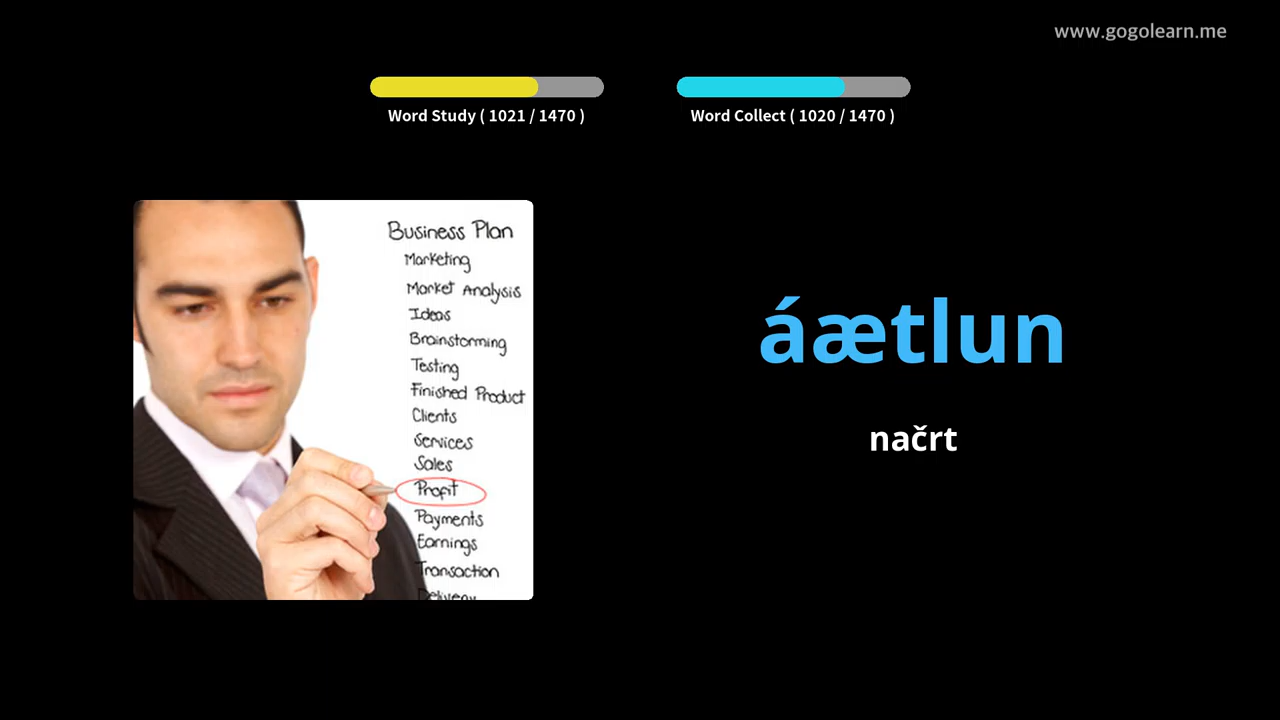 www.gogolearn.me
Word Study ( 1021 / 1470 )
Word Collect ( 1020 / 1470 )
Business Plan
Marketing
Market Analysis
Ideas
Brainstorming
Testing
Finished Product
Clients
Services
Sales
Profit
Payments
Earnings
Transaction
Delivery
áætlun
načrt